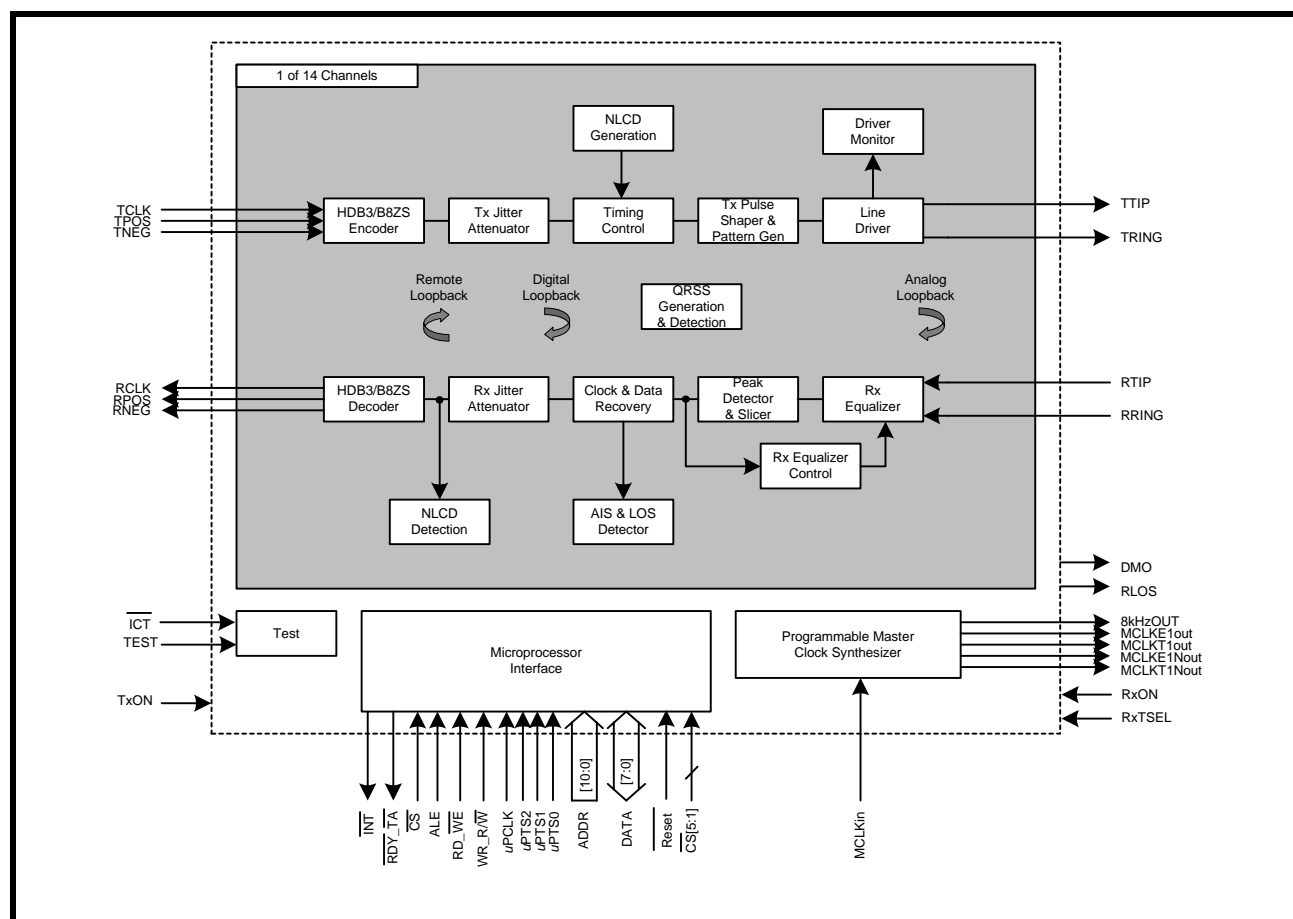 1 of 14 Channels
NLCD
Generation
Driver
Monitor
TCLK
TPOS
TNEG
HDB3/B8ZS
Encoder
Tx Jitter
Attenuator
Timing
Control
Tx Pulse
Shaper &
Pattern Gen
Line
Driver
TTIP
TRING
Remote
Loopback
Digital
Loopback
QRSS
Generation
& Detection
Analog
Loopback
RCLK
RPOS
RNEG
HDB3/B8ZS
Decoder
Rx Jitter
Attenuator
Clock & Data
Recovery
Peak
Detector
& Slicer
Rx
Equalizer
RTIP
RRING
Rx Equalizer
Control
NLCD
Detection
AIS & LOS
Detector
DMO
RLOS
ICT
TEST
Test
Microprocessor
Interface
Programmable Master
Clock Synthesizer
8kHzOUT
MCLKE1out
MCLKT1out
MCLKE1Nout
MCLKT1Nout
TxON
RxON
RxTSEL
[10:0]
[7:0]
INT
RDY_TA
CS
ALE
RD_WE
WR_R/W
uPCLK
uPTS2
uPTS1
uPTS0
ADDR
DATA
Reset
CS[5:1]
MCLKin